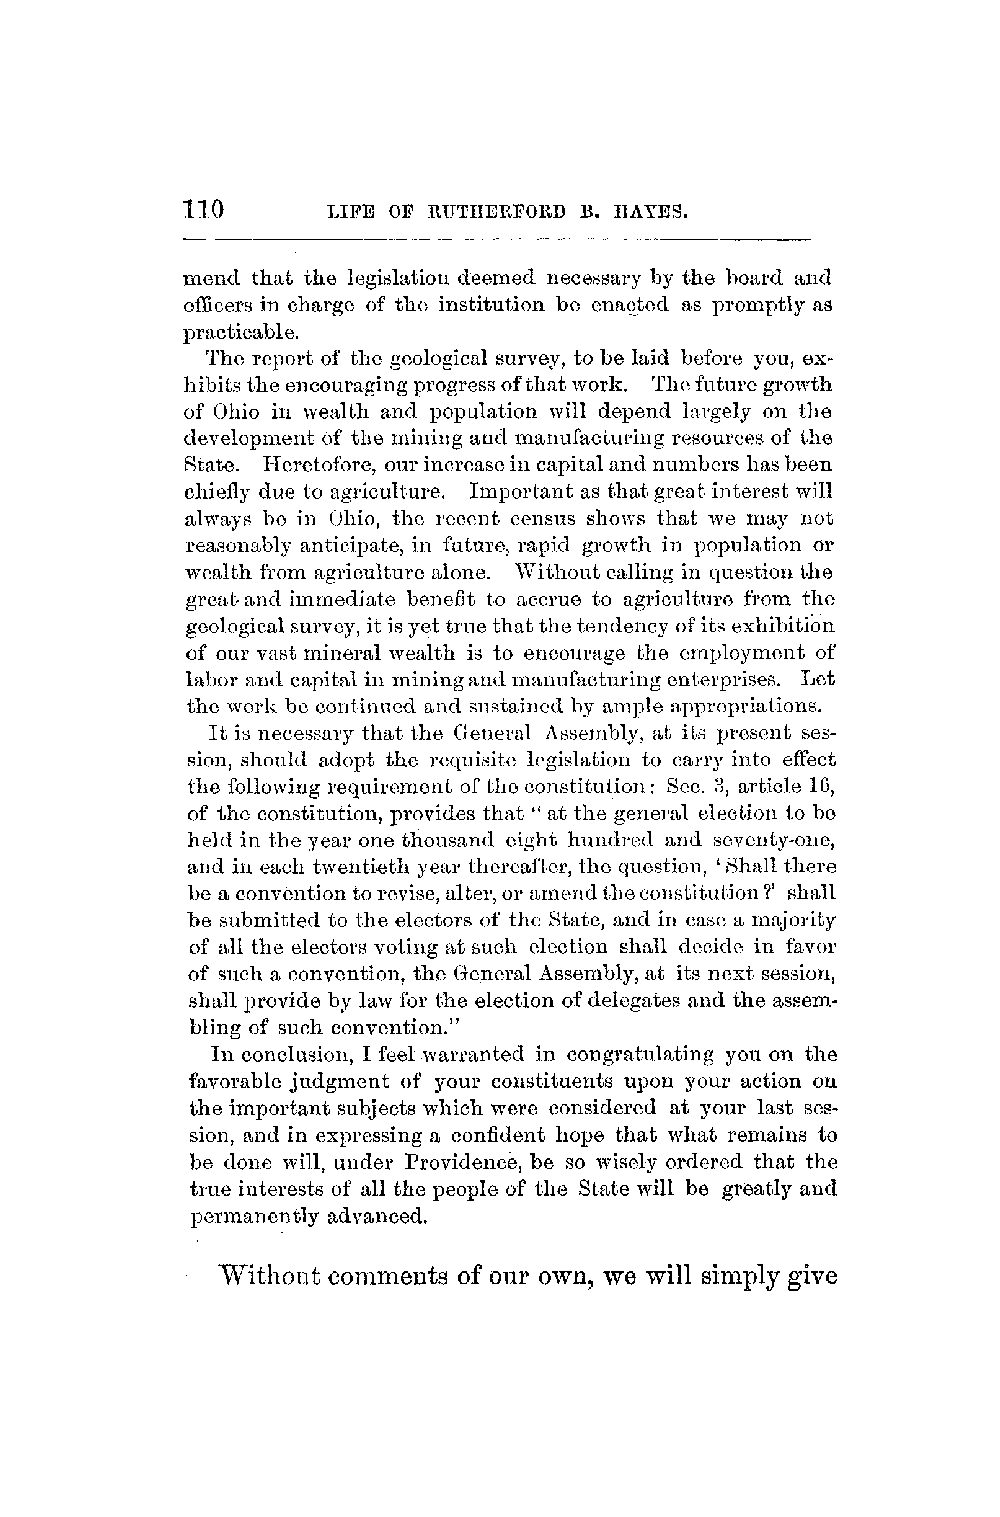 110 LIFE OF RUTHERFORD B. HAYES.
mend that the legislation deemed necessary by the board and
officers in charge of the institution be enacted as promptly as
practicable.
The report of the geological survey, to be laid before you, ex-
hibits the encouraging progress of that work. The future growth
of Ohio in wealth and population will depend largely on the
development of the mining and manufacturing resources of the
State. Heretofore, our increase in capital and numbers has been
chiefly due to agriculture. Important as that great interest will
always be in Ohio, the recent census shows that we may not
reasonably anticipate, in future, rapid growth in population or
wealth from agriculture alone. Without calling in question the
great and immediate benefit to accrue to agriculture from the
geological survey, it is yet true that the tendency of its exhibition
of our vast mineral wealth is to encourage the employment of
labor and capital in mining and manufacturing enterprises. Let
the work be continued and sustained by ample appropriations.
It is necessary that the General Assembly, at its present ses-
sion, should adopt the requisite legislation to carry into effect
the following requirement of the constitution: Sec. 3, article 16,
of the constitution, provides that "at the general election to be
held in the year one thousand eight hundred and seventy-one,
and in each twentieth year thereafter, the question, 'Shall there
be a convention to revise, alter, or amend the constitution?' shall
be submitted to the electors of the State, and in case a majority
of all the electors voting at such election shall decide in favor
of such a convention, the General Assembly, at its next session,
shall provide by law for the election of delegates and the assem-
bling of such convention."
In conclusion, I feel warranted in congratulating you on the
favorable judgment of your constituents upon your action on
the important subjects which were considered at your last ses-
sion, and in expressing a confident hope that what remains to
be done will, under Providence, be so wisely ordered that the
true interests of all the people of the State will be greatly and
permanently advanced.
Without comments of our own, we will simply give